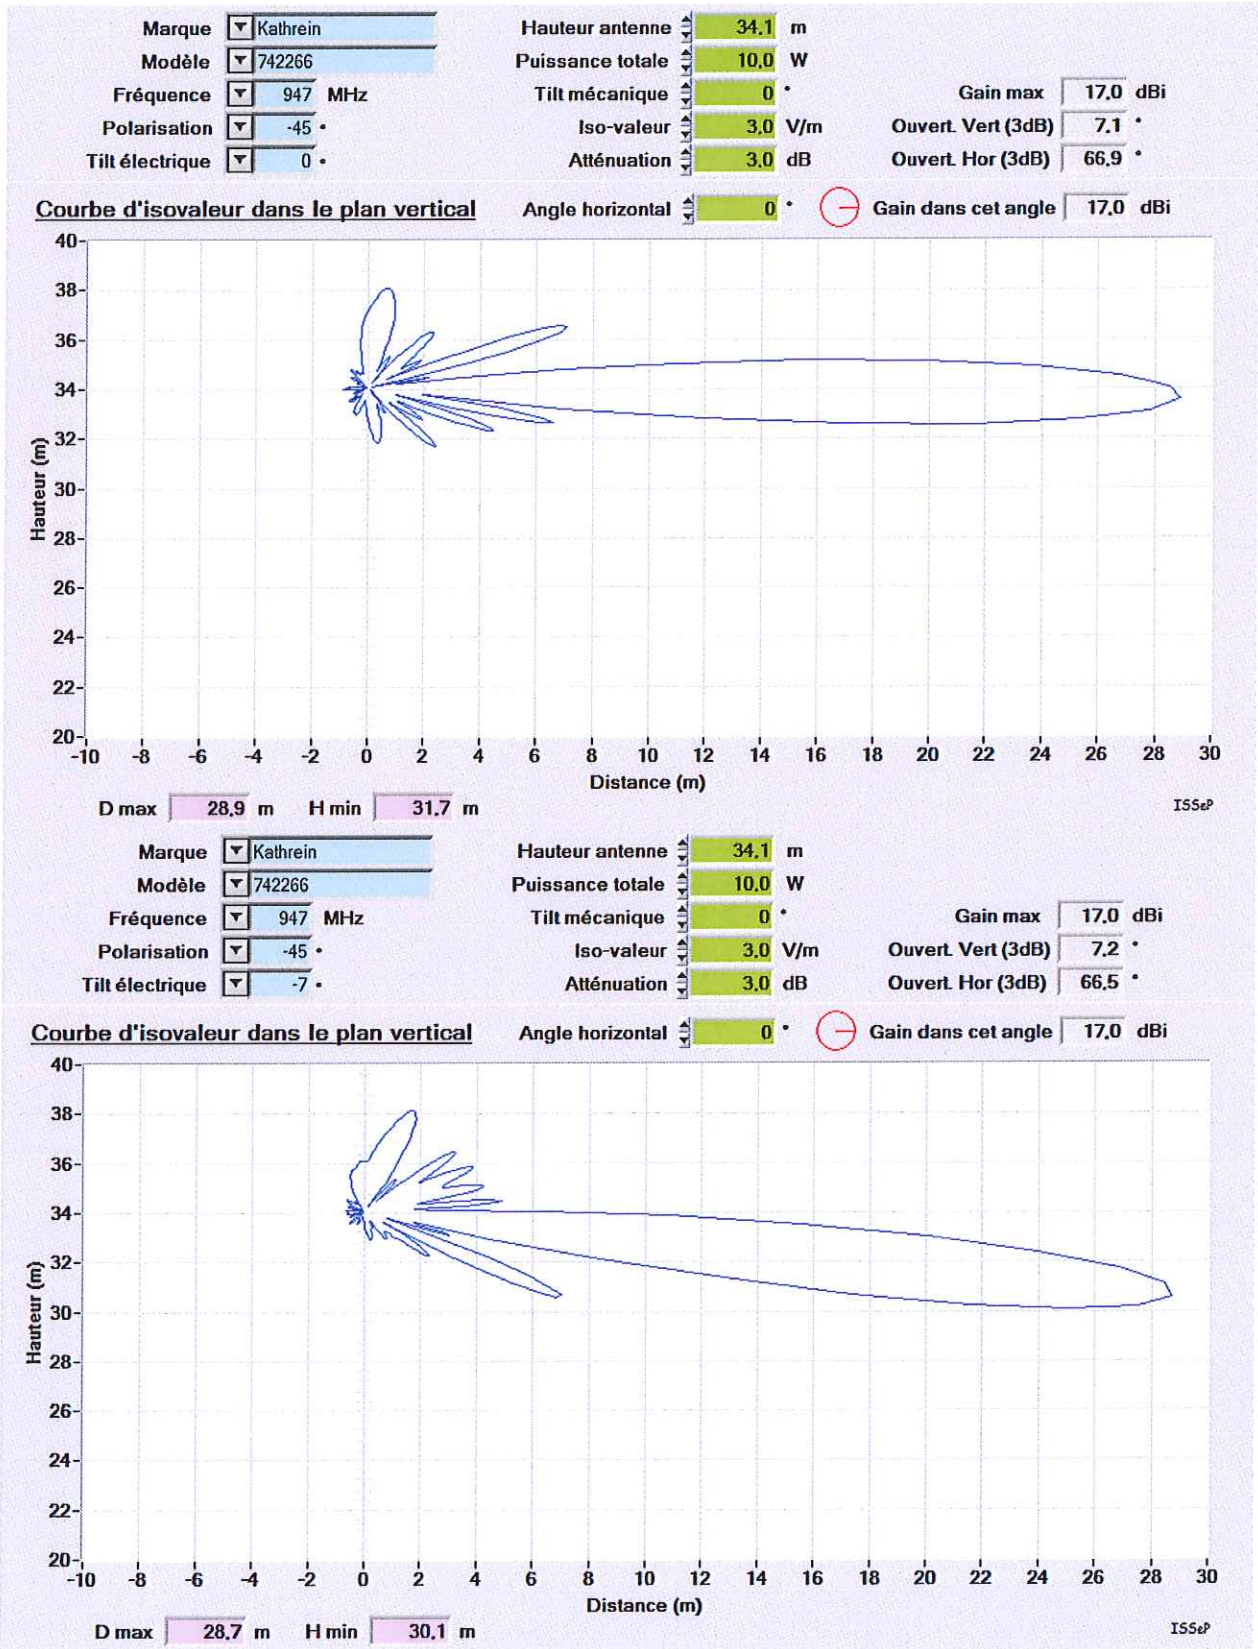 Marque Kathrein Hauteur antenne 34,1 m
Modèle 742266 Puissance totale 10,0 W
Fréquence 947 MHz Tilt mécanique 0 ° Gain max 17,0 dBi
Polarisation -45 ° Iso-valeur 3,0 V/m Ouvert. Vert (3dB) 7,1 °
Tilt électrique 0 ° Atténuation 3,0 dB Ouvert. Hor (3dB) 66,9 °
Courbe d'isovaleur dans le plan vertical Angle horizontal 0 ° Gain dans cet angle 17,0 dBi
40
38
36
34
32
30
28
26
24
22
20
Hauteur (m)
-10 -8 -6 -4 -2 0 2 4 6 8 10 12 14 16 18 20 22 24 26 28 30
Distance (m)
D max 28,9 m H min 31,7 m ISSeP
Marque Kathrein Hauteur antenne 34,1 m
Modèle 742266 Puissance totale 10,0 W
Fréquence 947 MHz Tilt mécanique 0 ° Gain max 17,0 dBi
Polarisation -45 ° Iso-valeur 3,0 V/m Ouvert. Vert (3dB) 7,2 °
Tilt électrique -7 ° Atténuation 3,0 dB Ouvert. Hor (3dB) 66,5 °
Courbe d'isovaleur dans le plan vertical Angle horizontal 0 ° Gain dans cet angle 17,0 dBi
40
38
36
34
32
30
28
26
24
22
20
Hauteur (m)
-10 -8 -6 -4 -2 0 2 4 6 8 10 12 14 16 18 20 22 24 26 28 30
Distance (m)
D max 28,7 m H min 30,1 m ISSeP